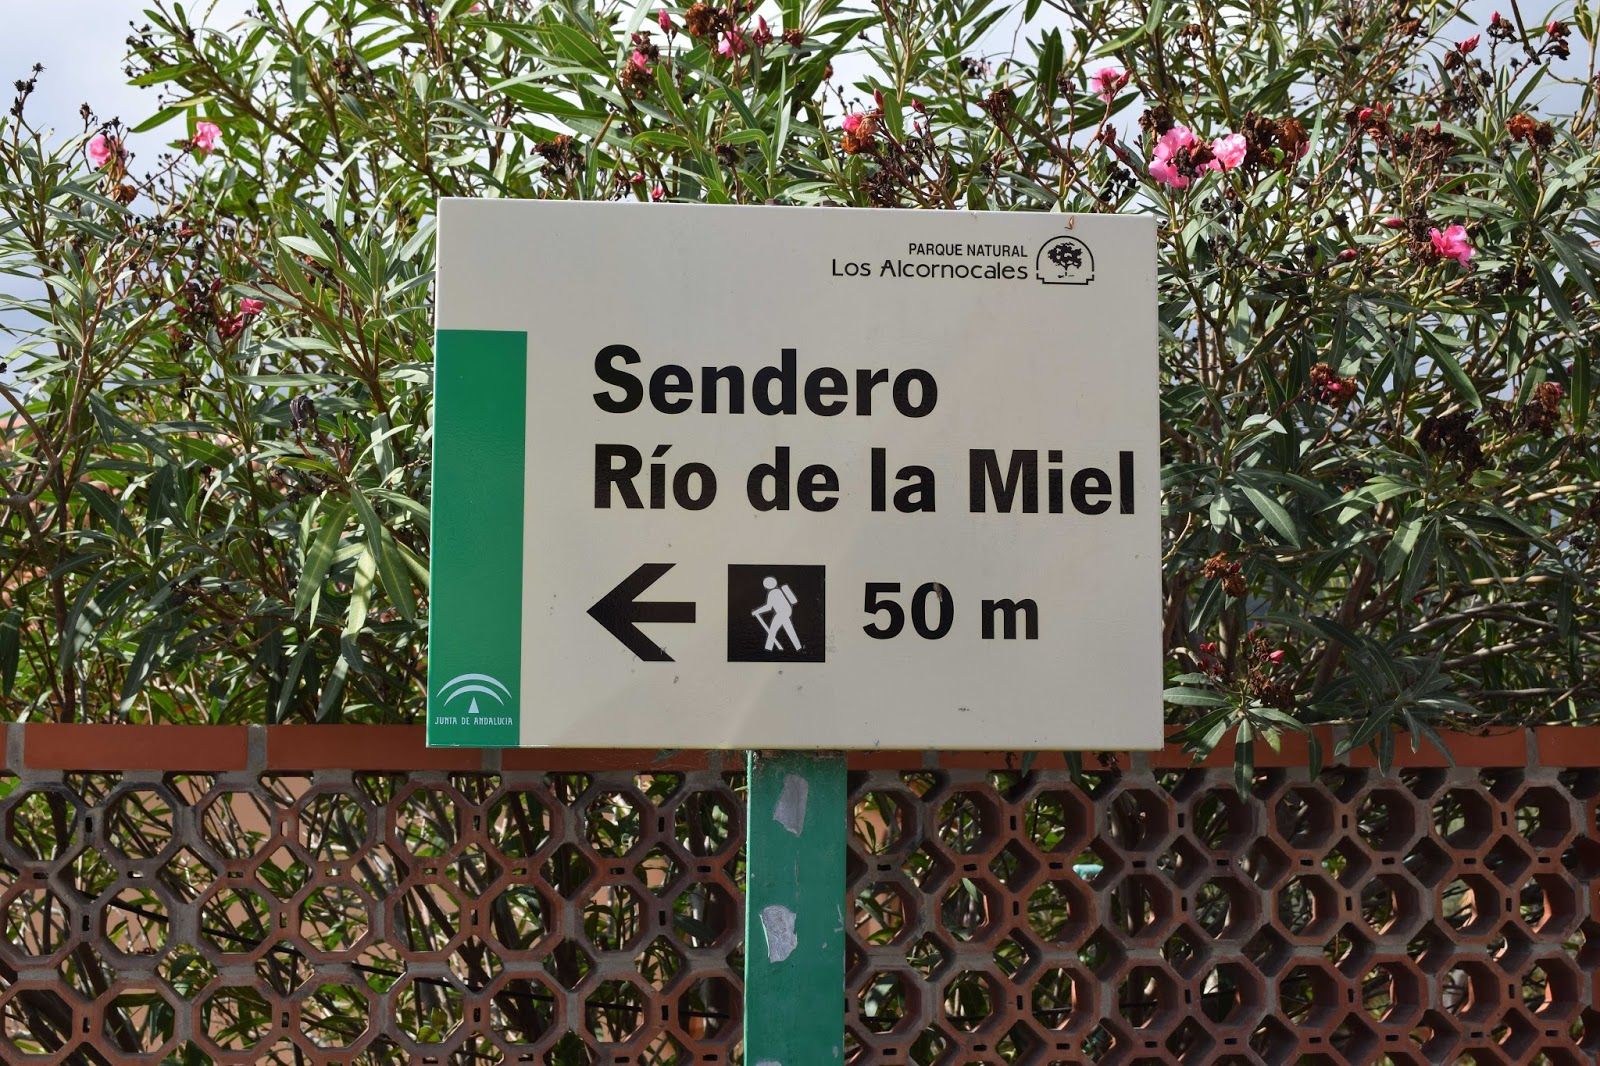 PARQUE NATURAL
Los Alcornocales
Sendero
Río de la Miel
50 m
JUNTA DE ANDALUCIA